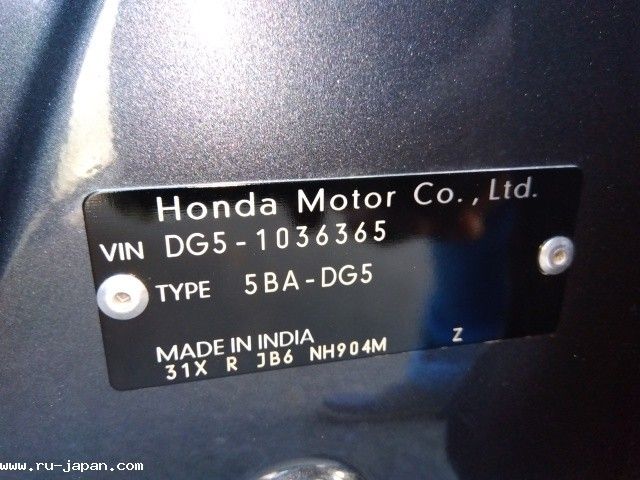 Honda Motor Co., Ltd.
VIN DG5-1036365
TYPE 5BA-DG5
MADE IN INDIA
31X R JB6 NH904M Z
www.ru-japan.com